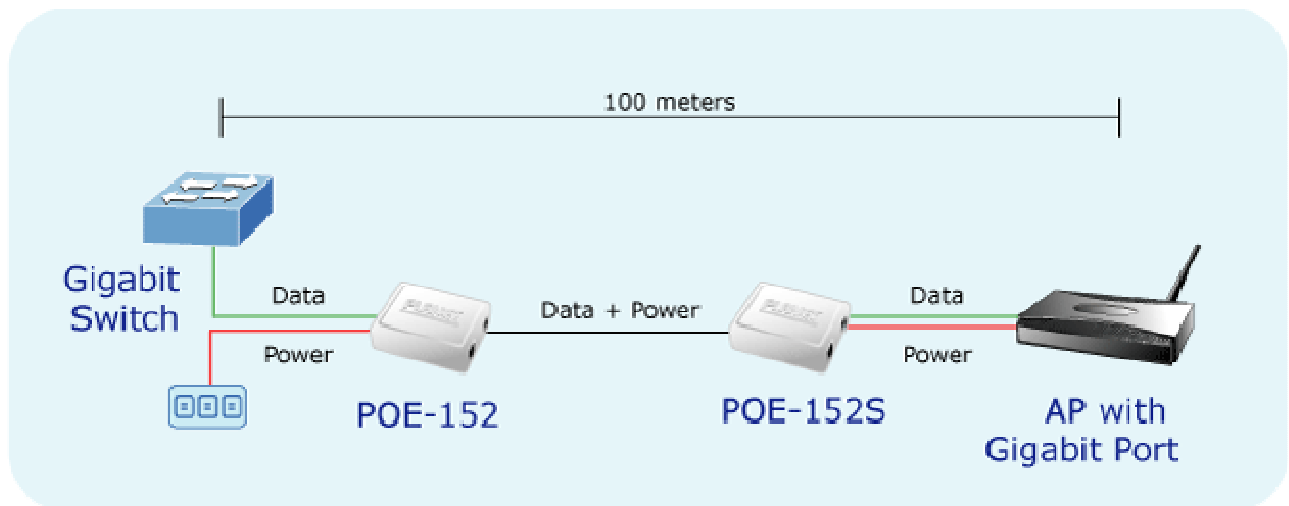 100 meters
Gigabit
Switch
Data
Power
Data + Power
Data
Power
POE-152
POE-152S
AP with
Gigabit Port